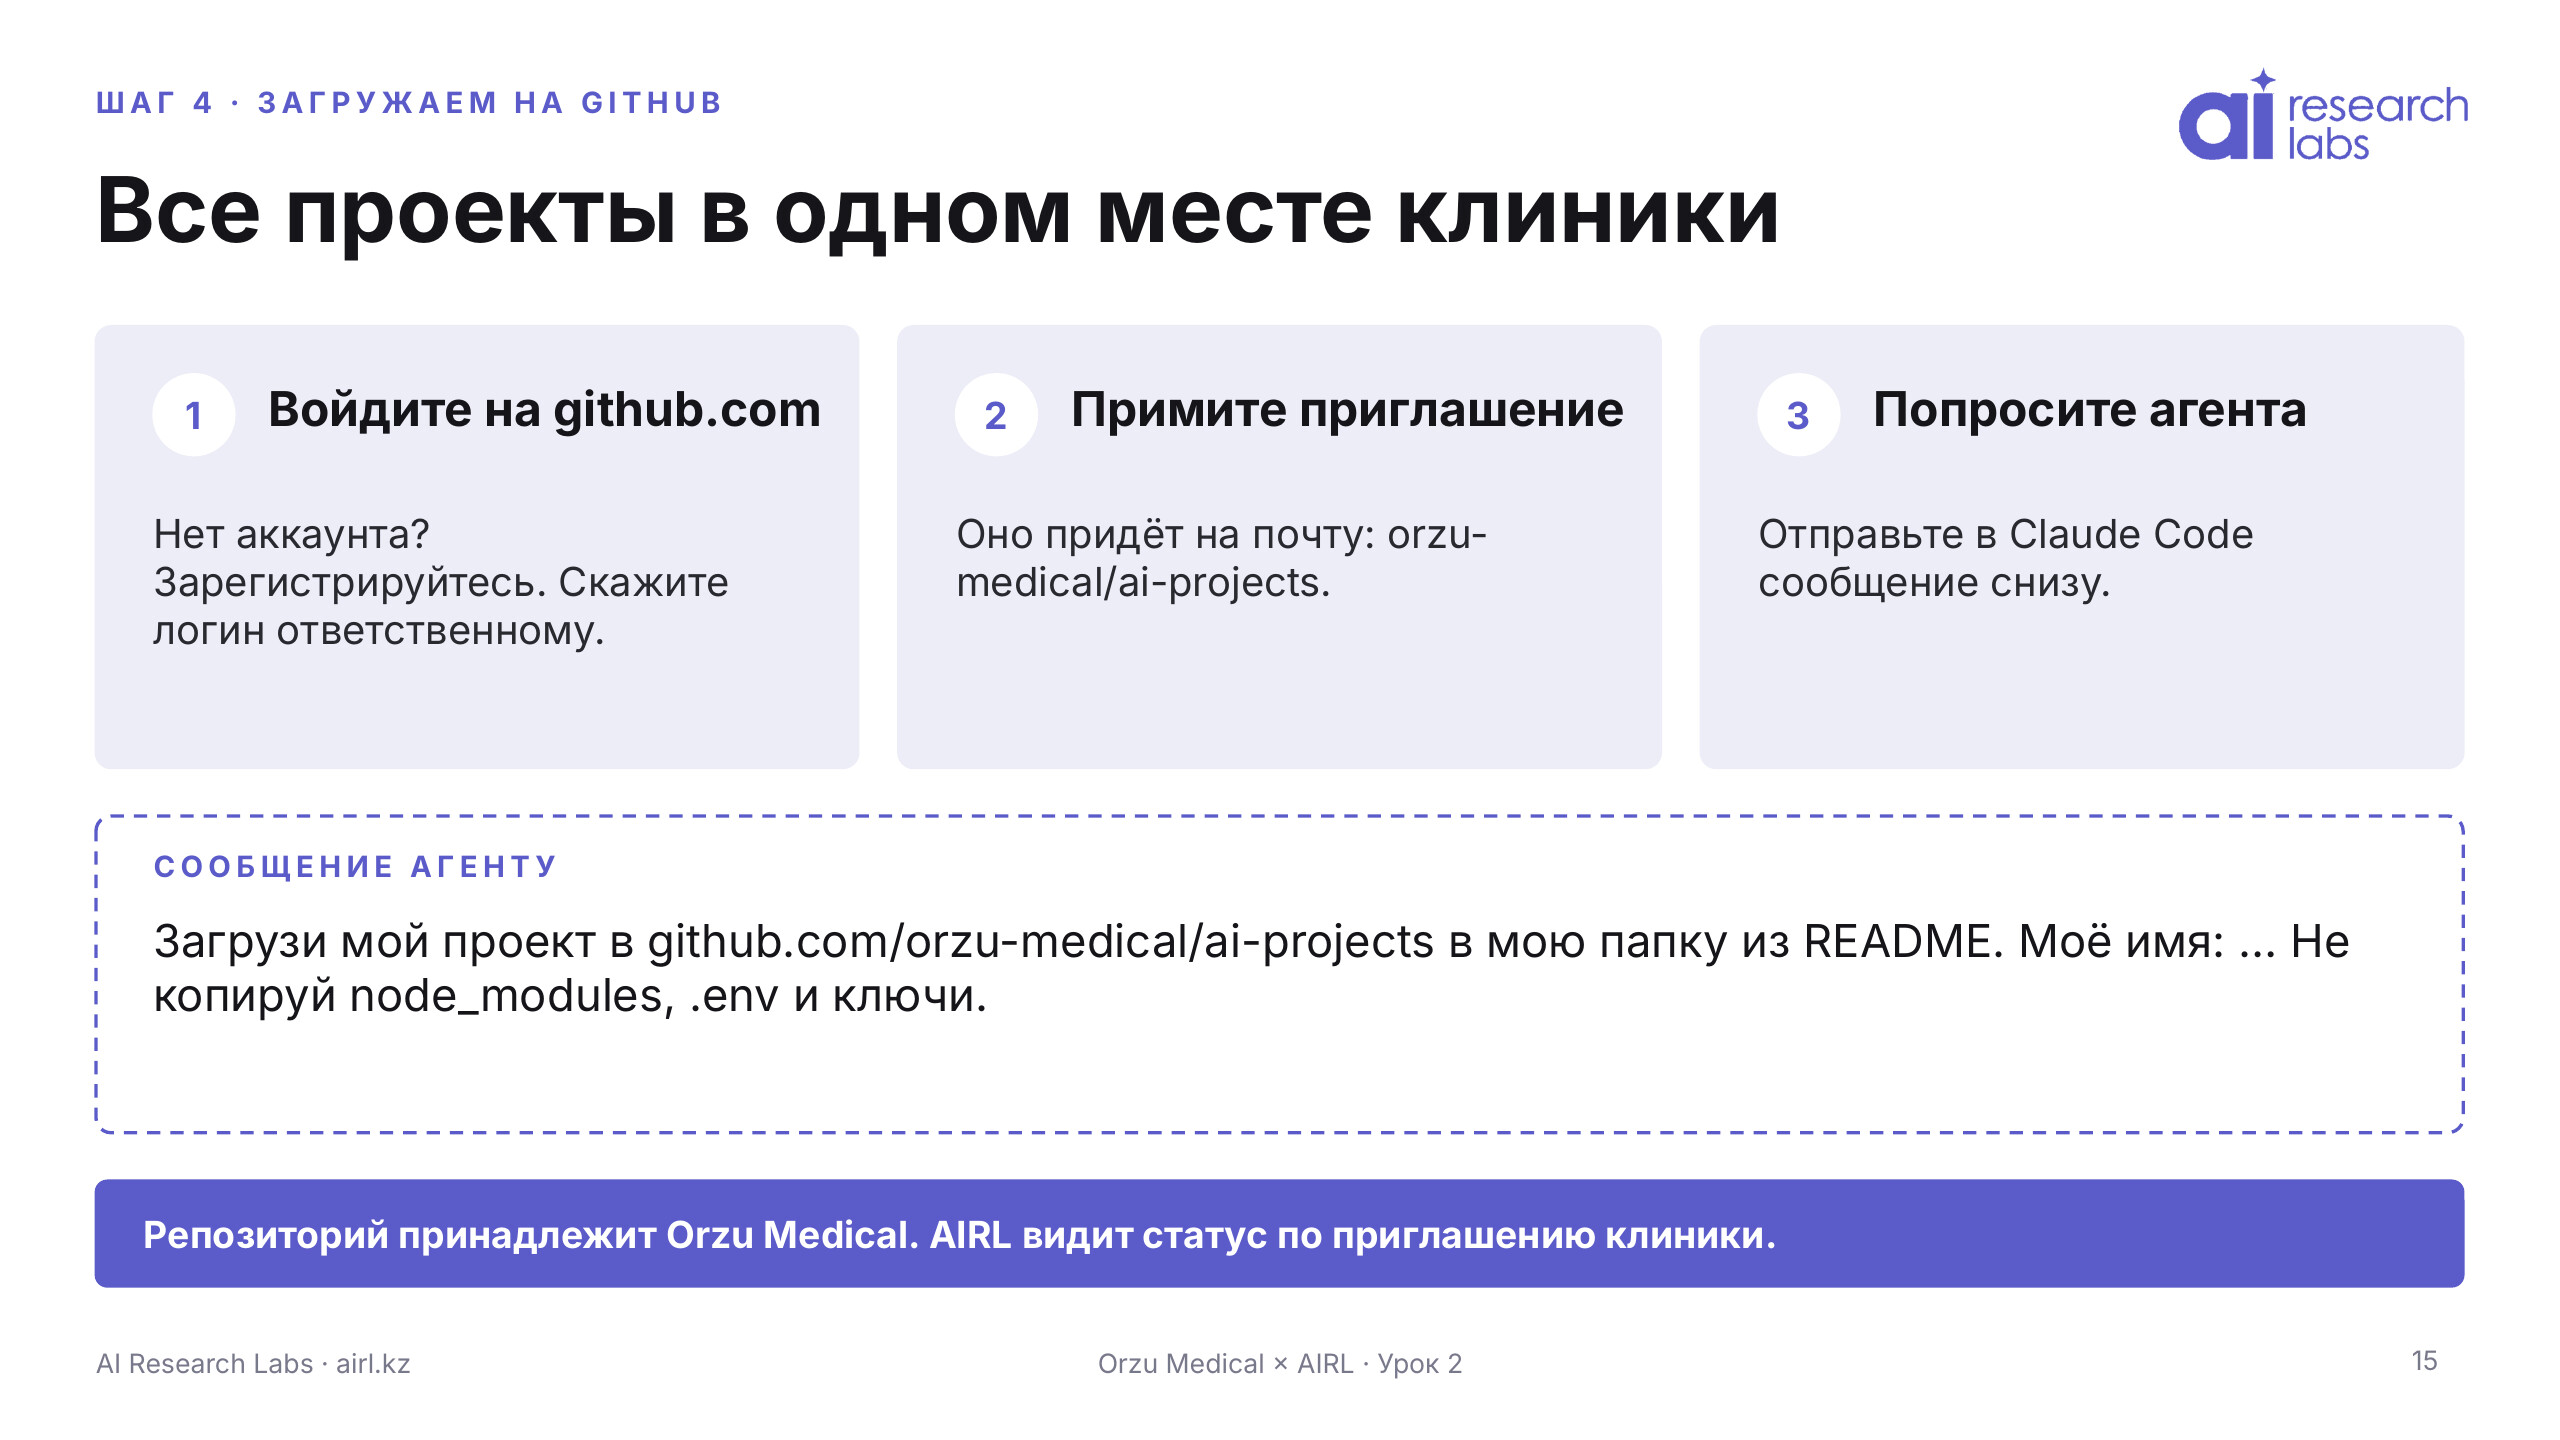 ШАГ 4 · ЗАГРУЖАЕМ НА GITHUB
ai research
labs
Все проекты в одном месте клиники
1 Войдите на github.com
Нет аккаунта?
Зарегистрируйтесь. Скажите
логин ответственному.
2 Примите приглашение
Оно придёт на почту: orzu-
medical/ai-projects.
3 Попросите агента
Отправьте в Claude Code
сообщение снизу.
СООБЩЕНИЕ АГЕНТУ
Загрузи мой проект в github.com/orzu-medical/ai-projects в мою папку из README. Моё имя: ... Не
копируй node_modules, .env и ключи.
Репозиторий принадлежит Orzu Medical. AIRL видит статус по приглашению клиники.
AI Research Labs · airl.kz
Orzu Medical × AIRL · Урок 2
15